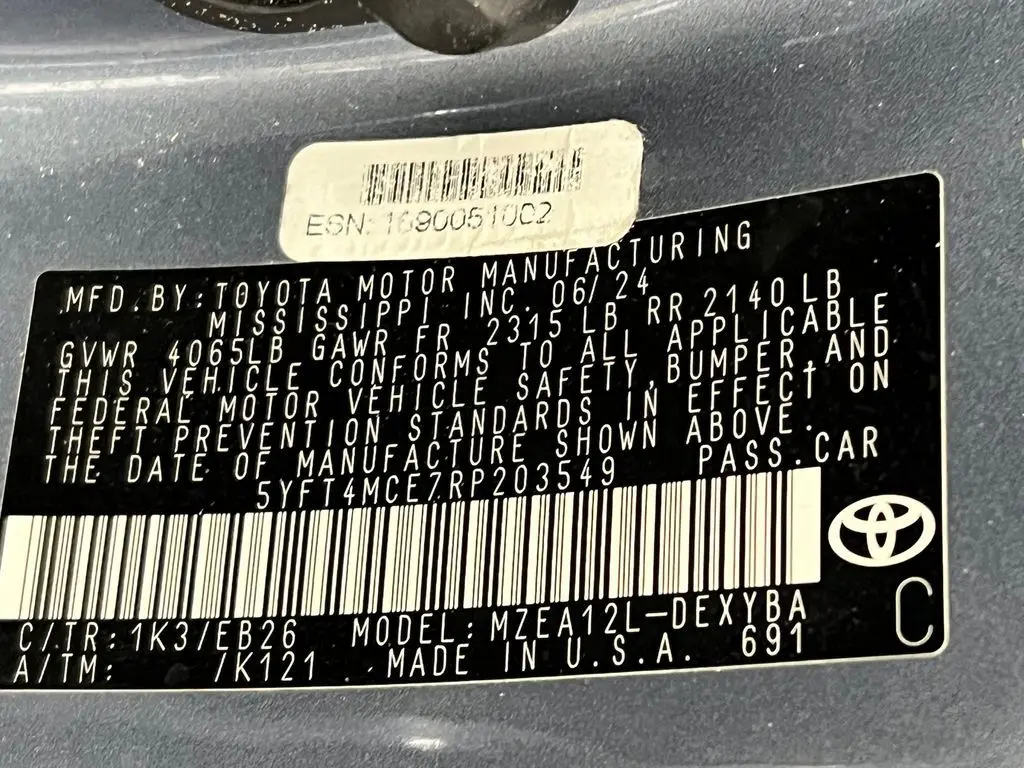 ESN: 1690051002
MFD. BY: TOYOTA MOTOR MANUFACTURING
MISSISSIPPI INC. 06/24
GVWR 4065LB GAWR FR 2315 LB RR 2140 LB
THIS VEHICLE CONFORMS TO ALL APPLICABLE
FEDERAL MOTOR VEHICLE SAFETY, BUMPER, AND
THEFT PREVENTION STANDARDS IN EFFECT ON
THE DATE OF MANUFACTURE SHOWN ABOVE.
5YFT4MCE7RP203549 PASS. CAR
C/TR: 1K3/EB26 MODEL: MZEA12L-DEXYBA
A/TM: /K121 MADE IN U.S.A. 691
C